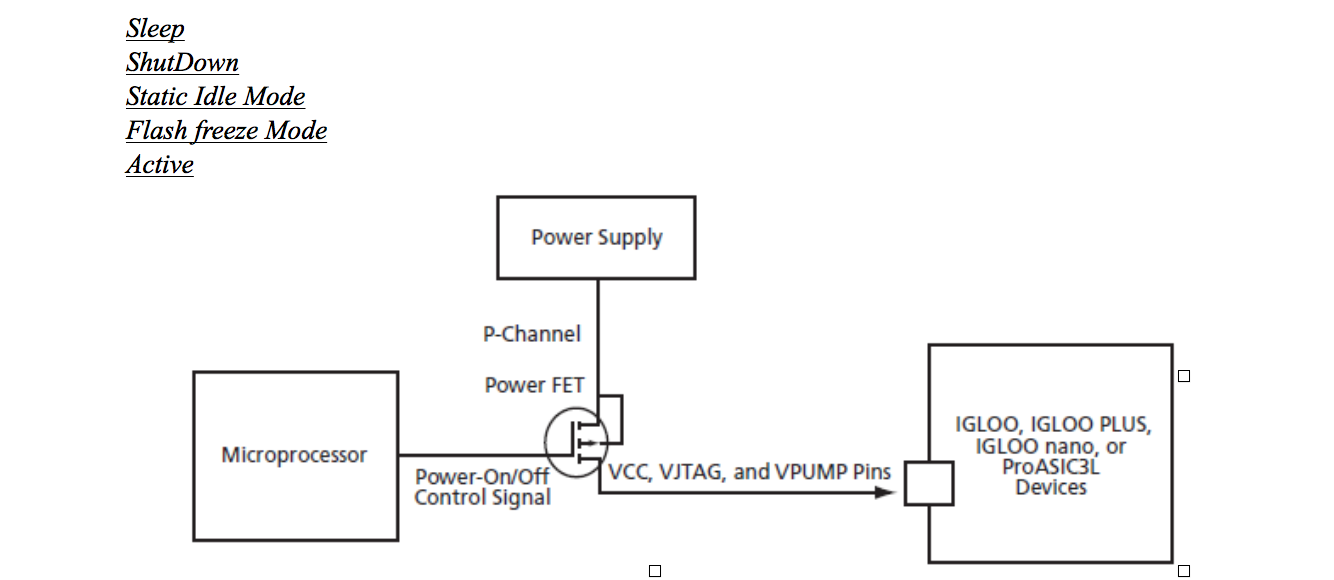 Sleep
ShutDown
Static Idle Mode
Flash freeze Mode
Active
Power Supply
P-Channel
Power FET
Microprocessor
Power-On/Off
Control Signal
VCC, VJTAG, and VPUMP Pins
IGLOO, IGLOO PLUS,
IGLOO nano, or
ProASIC3L
Devices